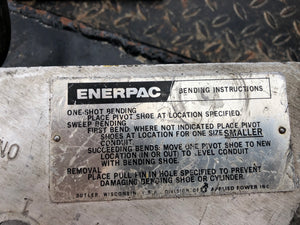 ENERPAC BENDING INSTRUCTIONS
ONE-SHOT BENDING
PLACE PIVOT SHOE AT LOCATION SPECIFIED.
SWEEP BENDING
FIRST BEND: WHERE NOT INDICATED PLACE PIVOT
SHOES AT LOCATION FOR ONE SIZE SMALLER
CONDUIT.
SUCCEEDING BENDS: MOVE ONE PIVOT SHOE TO NEW
LOCATION (IN OR OUT) TO LEVEL CONDUIT
WITH BENDING SHOE.
REMOVAL
PLACE PULL PIN IN HOLE SPECIFIED TO PREVENT
DAMAGING BENDING SHOE OR CYLINDER.
BUTLER, WISCONSIN, U.S.A. DIVISION OF APPLIED POWER INC.
NO